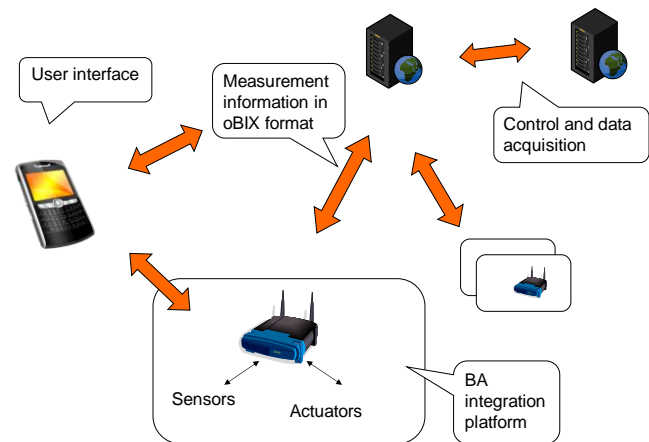 User interface
Measurement
information in
oBIX format
Control and data
acquisition
Sensors
Actuators
BA
integration
platform